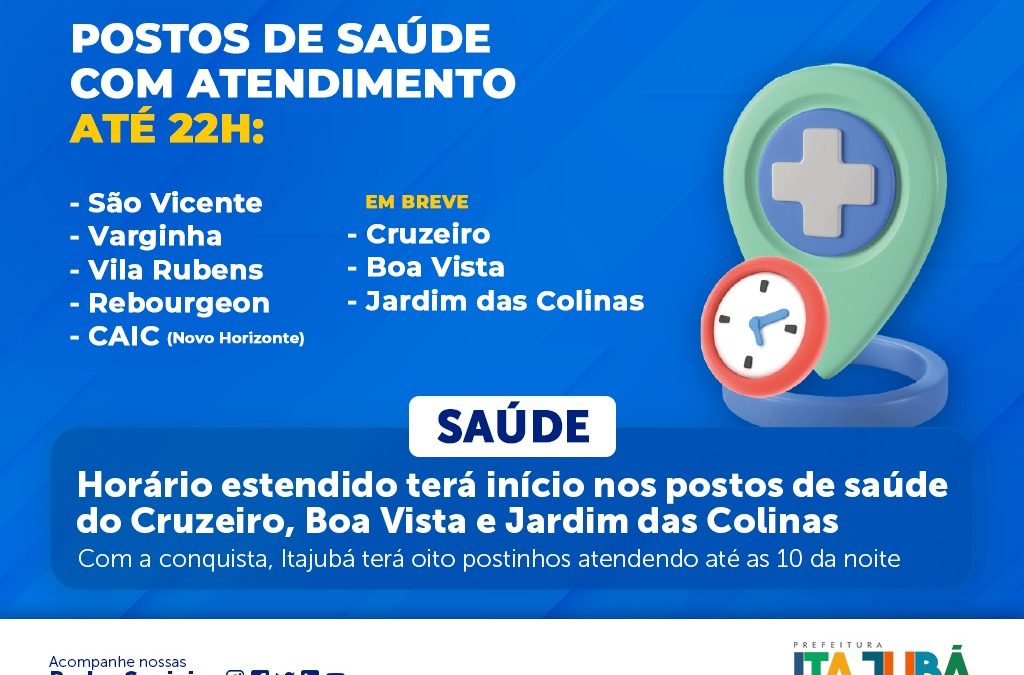 POSTOS DE SAÚDE
COM ATENDIMENTO
ATÉ 22H:
- São Vicente
- Varginha
- Vila Rubens
- Rebourgeon
- CAIC (Novo Horizonte)
EM BREVE
- Cruzeiro
- Boa Vista
- Jardim das Colinas
SAÚDE
Horário estendido terá início nos postos de saúde
do Cruzeiro, Boa Vista e Jardim das Colinas
Com a conquista, Itajubá terá oito postinhos atendendo até as 10 da noite
Acompanhe nossas
PREFEITURA
ITAJUBÁ